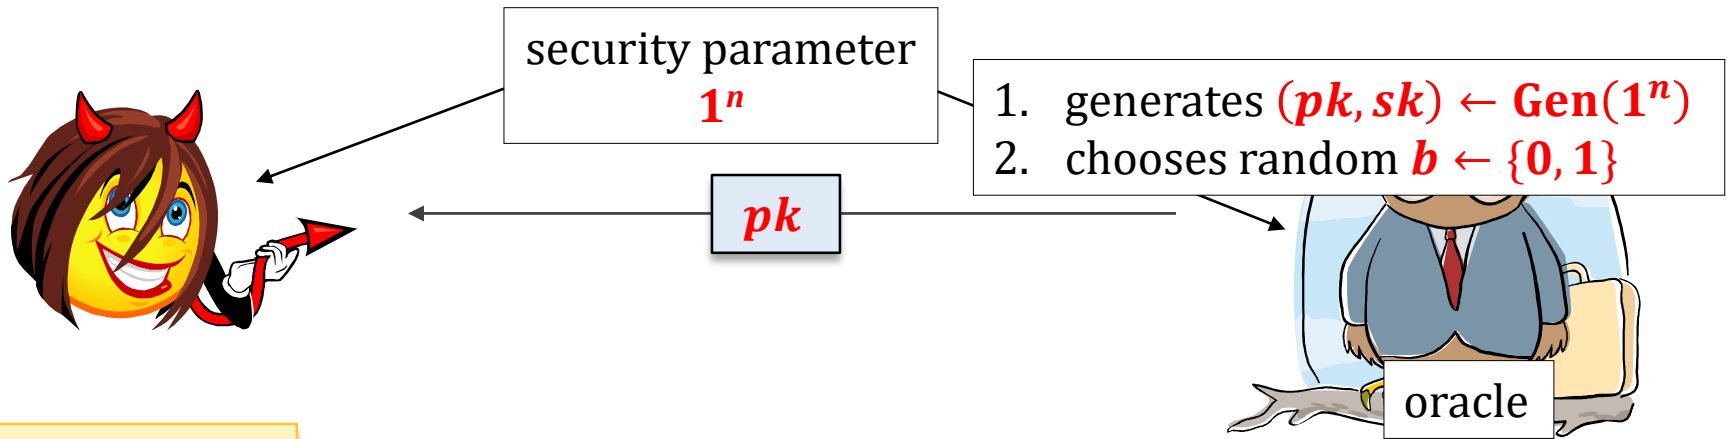 security parameter
1ⁿ
1. generates (pk, sk) ← Gen(1ⁿ)
2. chooses random b ← {0, 1}
pk
oracle